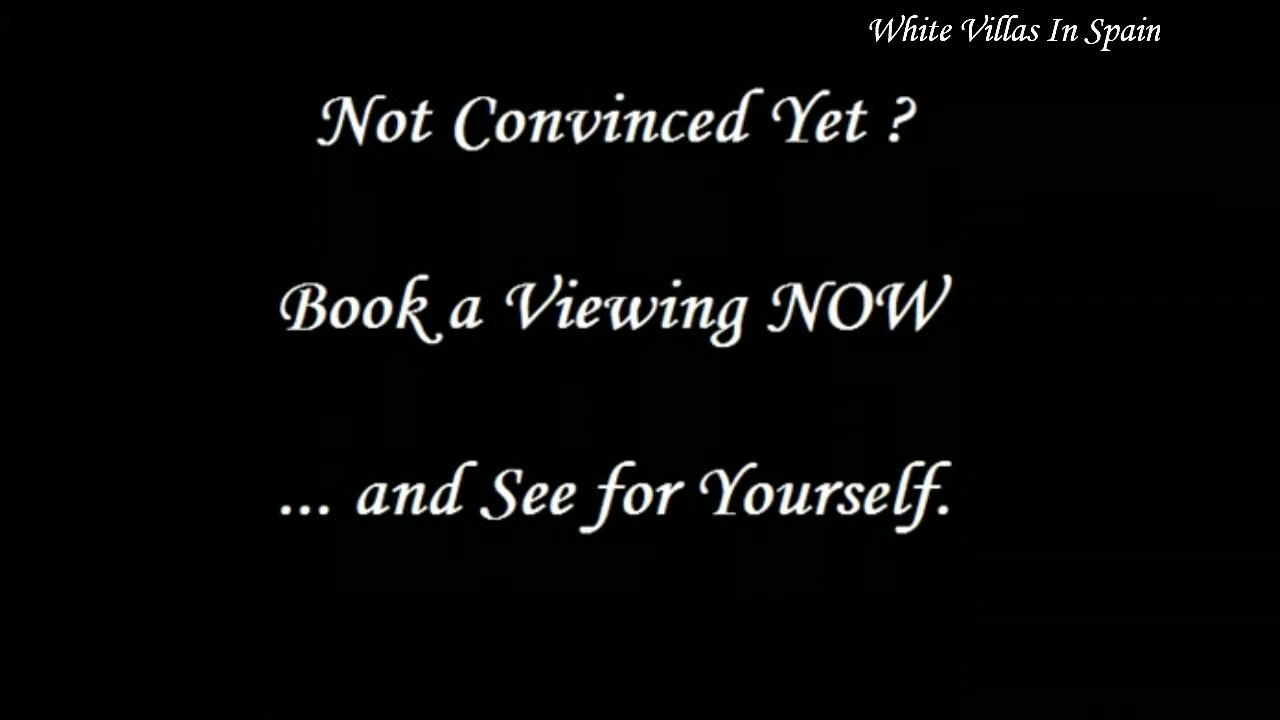 White Villas In Spain
Not Convinced Yet ?
Book a Viewing NOW
... and See for Yourself.